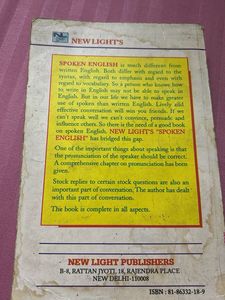 NEW LIGHT'S
SPOKEN ENGLISH is much different from
written English. Both differ with regard to the
syntax, with regard to emphasis and even with
regard to vocabulary. So a person who knows how
to write in English may not be able to speak in
English. But in our life we have to make greater
use of spoken than written English. Lively and
effective conversation will win you friends. If we
can't speak well we can't convince, persuade and
influence others. So there is the need of a good book
on spoken English. NEW LIGHT'S "SPOKEN
ENGLISH" has bridged this gap.
One of the important things about speaking is that
the pronunciation of the speaker should be correct.
A comprehensive chapter on pronunciation has been
given.
Stock replies to certain stock questions are also an
important part of conversation. The author has dealt
with this part of conversation.
This book is complete in all aspects.
NEW LIGHT PUBLISHERS
B-8, RATTAN JYOTI, 18, RAJENDRA PLACE
NEW DELHI-110008
ISBN : 81-86332-18-9